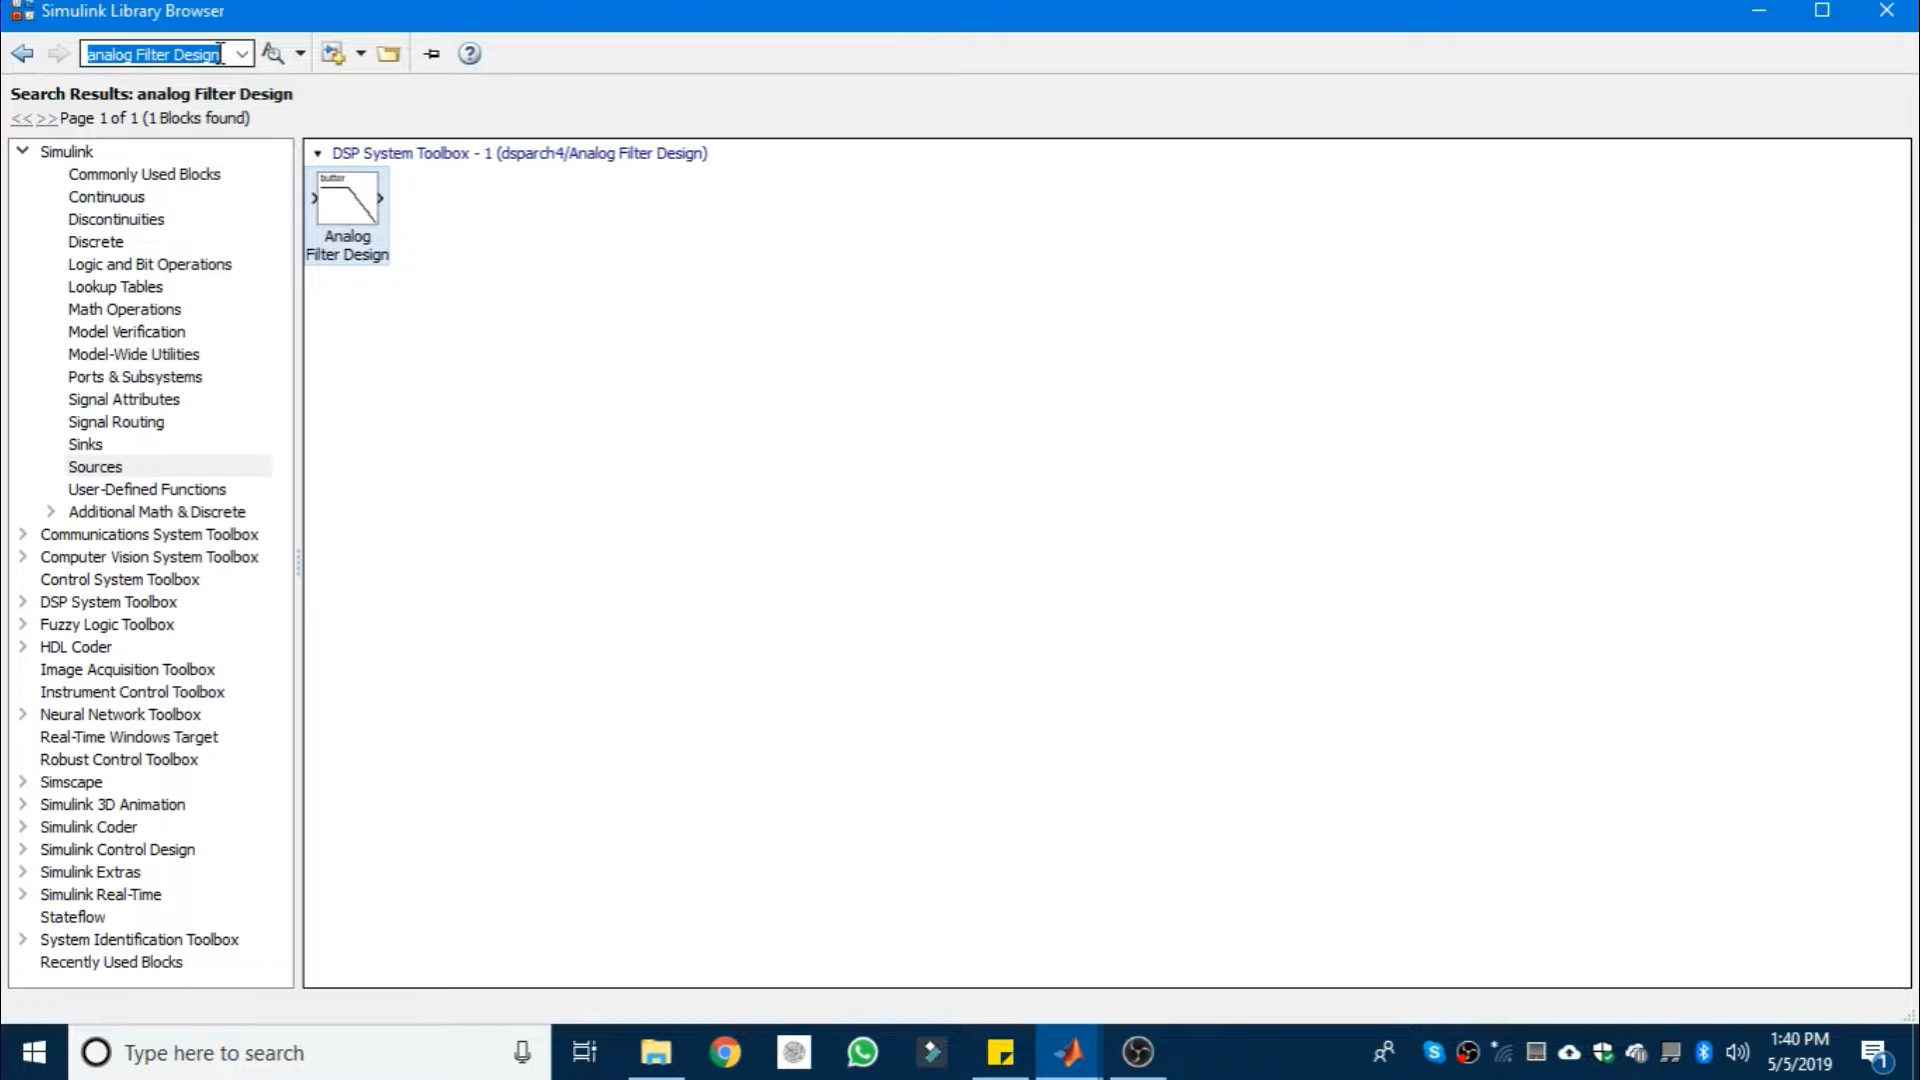 Simulink Library Browser
analog Filter Design
Search Results: analog Filter Design
<< >> Page 1 of 1 (1 Blocks found)
Simulink
Commonly Used Blocks
Continuous
Discontinuities
Discrete
Logic and Bit Operations
Lookup Tables
Math Operations
Model Verification
Model-Wide Utilities
Ports & Subsystems
Signal Attributes
Signal Routing
Sinks
Sources
User-Defined Functions
Additional Math & Discrete
Communications System Toolbox
Computer Vision System Toolbox
Control System Toolbox
DSP System Toolbox
Fuzzy Logic Toolbox
HDL Coder
Image Acquisition Toolbox
Instrument Control Toolbox
Neural Network Toolbox
Real-Time Windows Target
Robust Control Toolbox
Simscape
Simulink 3D Animation
Simulink Coder
Simulink Control Design
Simulink Extras
Simulink Real-Time
Stateflow
System Identification Toolbox
Recently Used Blocks
DSP System Toolbox - 1 (dsparch4/Analog Filter Design)
butter
Analog
Filter Design
Type here to search
1:40 PM
5/5/2019
1